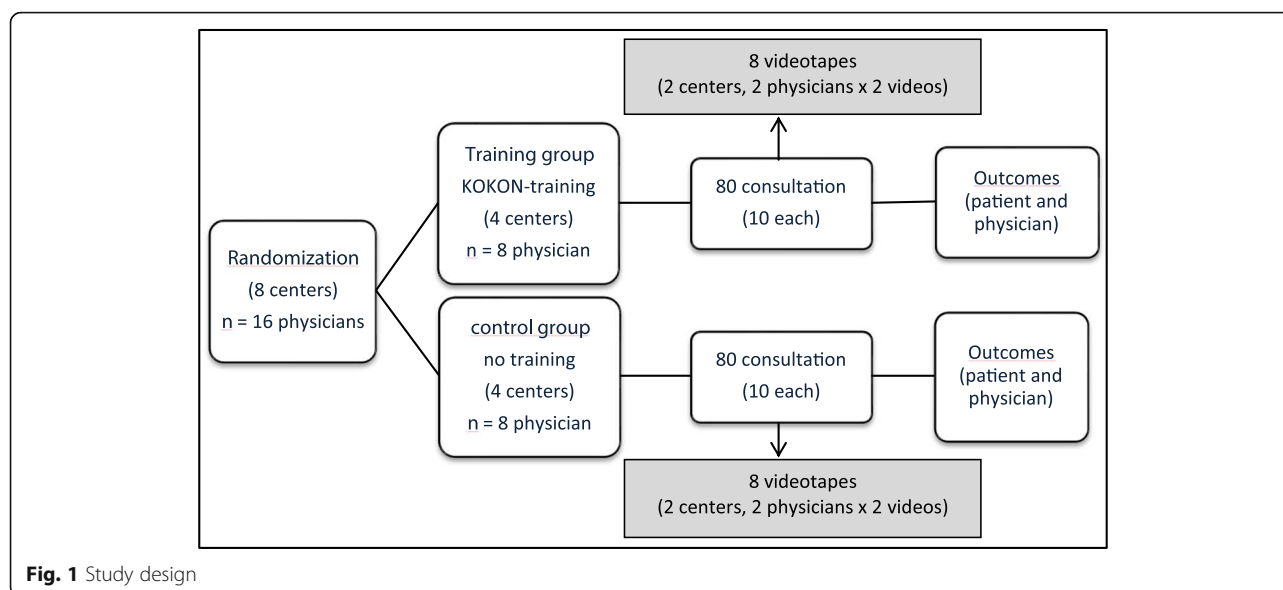 8 videotapes
(2 centers, 2 physicians x 2 videos)
Training group
KOKON-training
(4 centers)
n = 8 physician
80 consultation
(10 each)
Outcomes
(patient and
physician)
Randomization
(8 centers)
n = 16 physicians
control group
no training
(4 centers)
n = 8 physician
80 consultation
(10 each)
Outcomes
(patient and
physician)
8 videotapes
(2 centers, 2 physicians x 2 videos)
Fig. 1 Study design